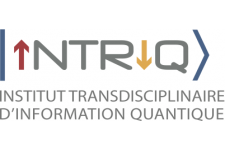 INTRIQ
INSTITUT TRANSDISCIPLINAIRE
D'INFORMATION QUANTIQUE